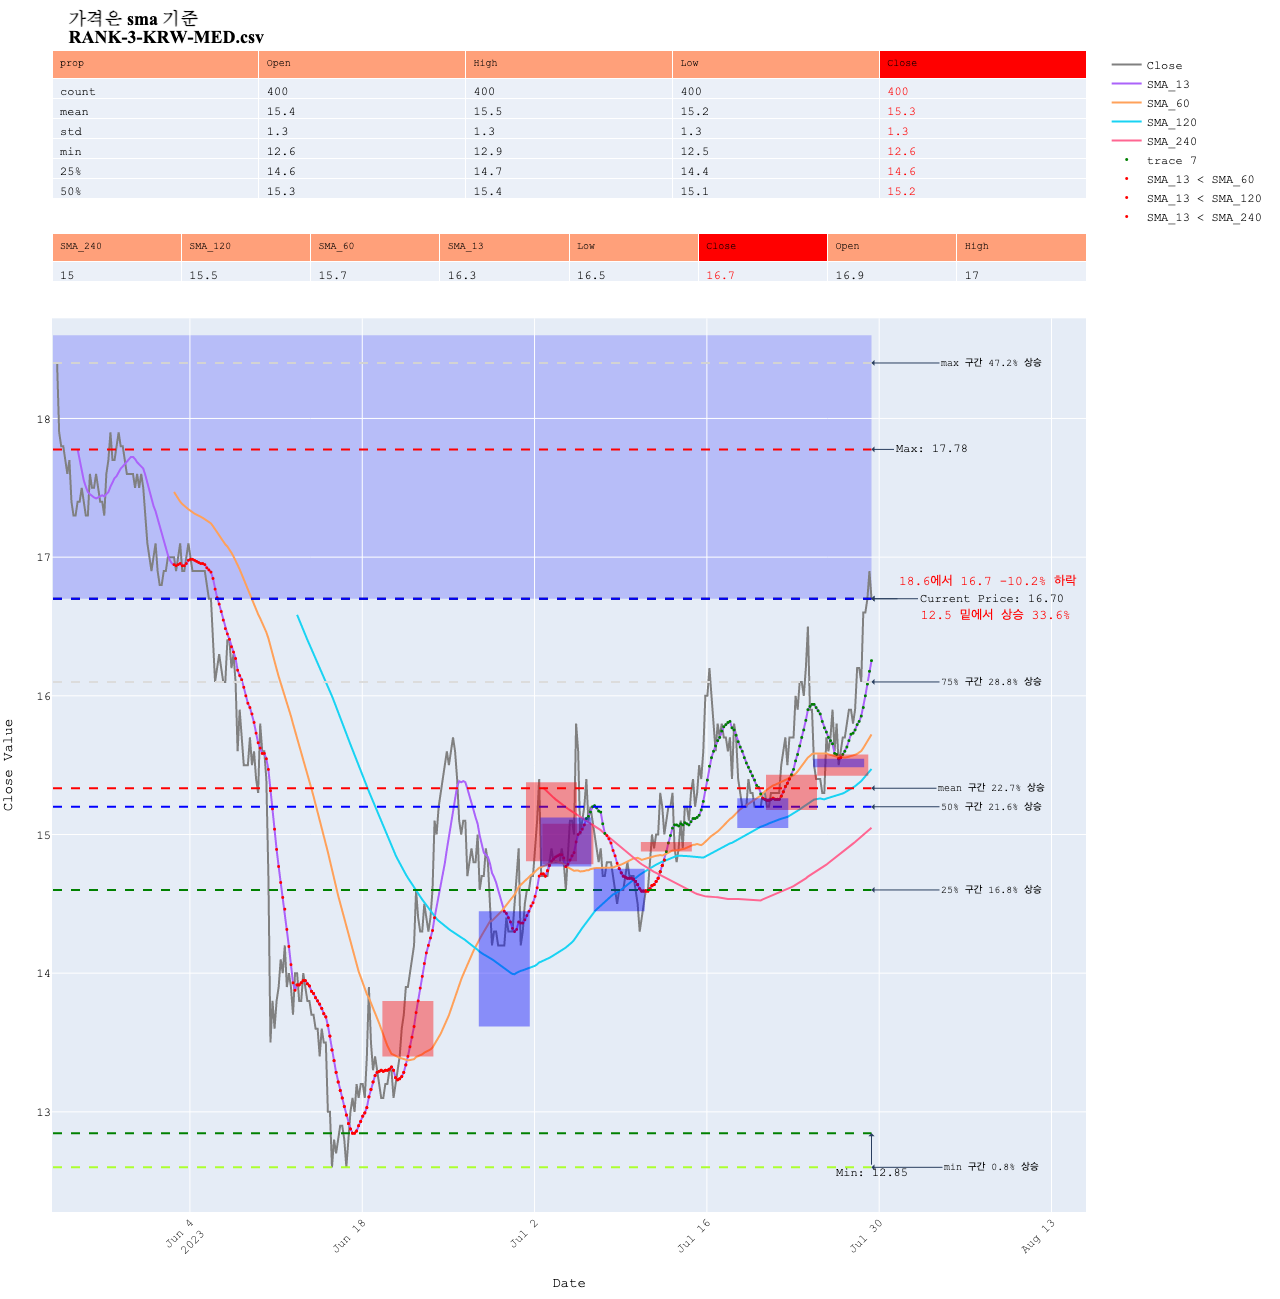 가격은 sma 기준
RANK-3-KRW-MED.csv
prop Open High Low Close
count 400 400 400 400
mean 15.4 15.5 15.2 15.3
std 1.3 1.3 1.3 1.3
min 12.6 12.9 12.5 12.6
25% 14.6 14.7 14.4 14.6
50% 15.3 15.4 15.1 15.2
SMA_240 SMA_120 SMA_60 SMA_13 Low Close Open High
15 15.5 15.7 16.3 16.5 16.7 16.9 17
Close
SMA_13
SMA_60
SMA_120
SMA_240
trace 7
SMA_13 < SMA_60
SMA_13 < SMA_120
SMA_13 < SMA_240
max 구간 47.2% 상승
18
Max: 17.78
17
18.6에서 16.7 -10.2% 하락
Current Price: 16.70
12.5 밑에서 상승 33.6%
75% 구간 28.8% 상승
16
mean 구간 22.7% 상승
50% 구간 21.6% 상승
15
25% 구간 16.8% 상승
14
13
min 구간 0.8% 상승
Min: 12.85
Close Value
Jun 4
2023
Jun 18
Jul 2
Jul 16
Jul 30
Aug 13
Date